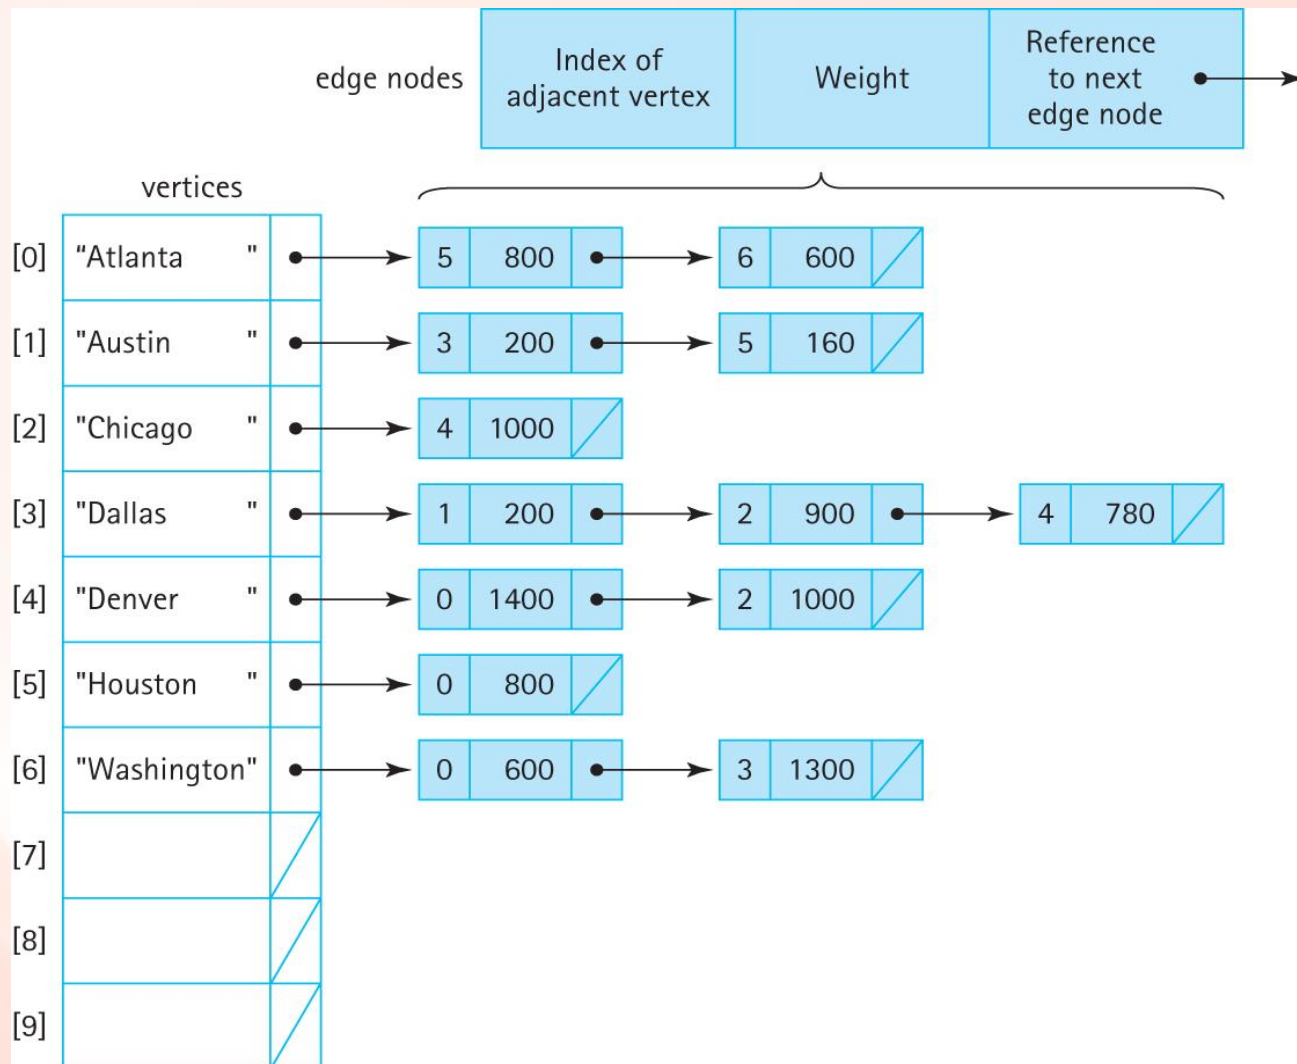 edge nodes
Index of
adjacent vertex
Weight
Reference
to next
edge node
vertices
[0] “Atlanta " 5 800 6 600
[1] "Austin " 3 200 5 160
[2] "Chicago " 4 1000
[3] "Dallas " 1 200 2 900 4 780
[4] "Denver " 0 1400 2 1000
[5] "Houston " 0 800
[6] "Washington" 0 600 3 1300
[7]
[8]
[9]